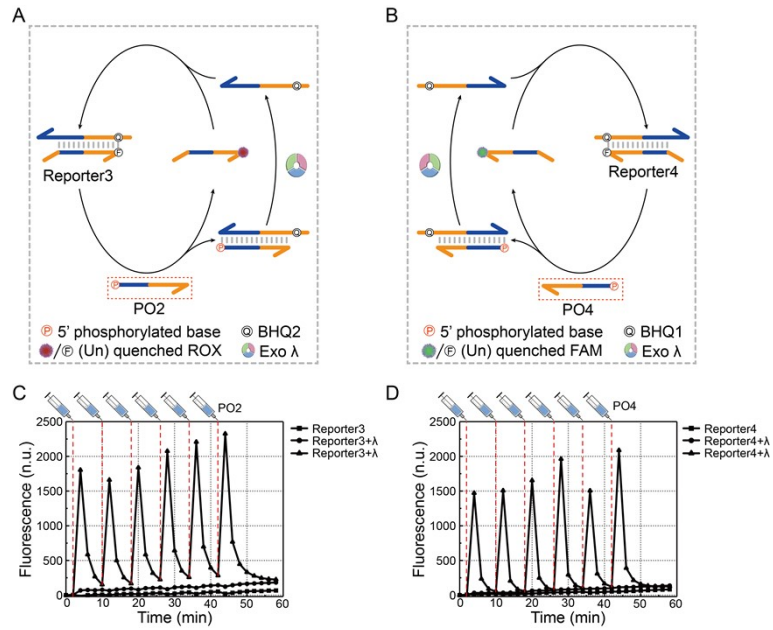 A
Reporter3
Q
F
Q
P
Q
P
PO2
P 5' phosphorylated base
Q BHQ2
/F (Un) quenched ROX
Exo λ
B
Q
Q
F
Reporter4
Q
P
P
PO4
P 5' phosphorylated base
Q BHQ1
/F (Un) quenched FAM
Exo λ
C
PO2
Fluorescence (n.u.)
2500
2000
1500
1000
500
0
0 10 20 30 40 50 60
Time (min)
Reporter3
Reporter3+λ
Reporter3+λ
D
PO4
Fluorescence (n.u.)
2500
2000
1500
1000
500
0
0 10 20 30 40 50 60
Time (min)
Reporter4
Reporter4+λ
Reporter4+λ